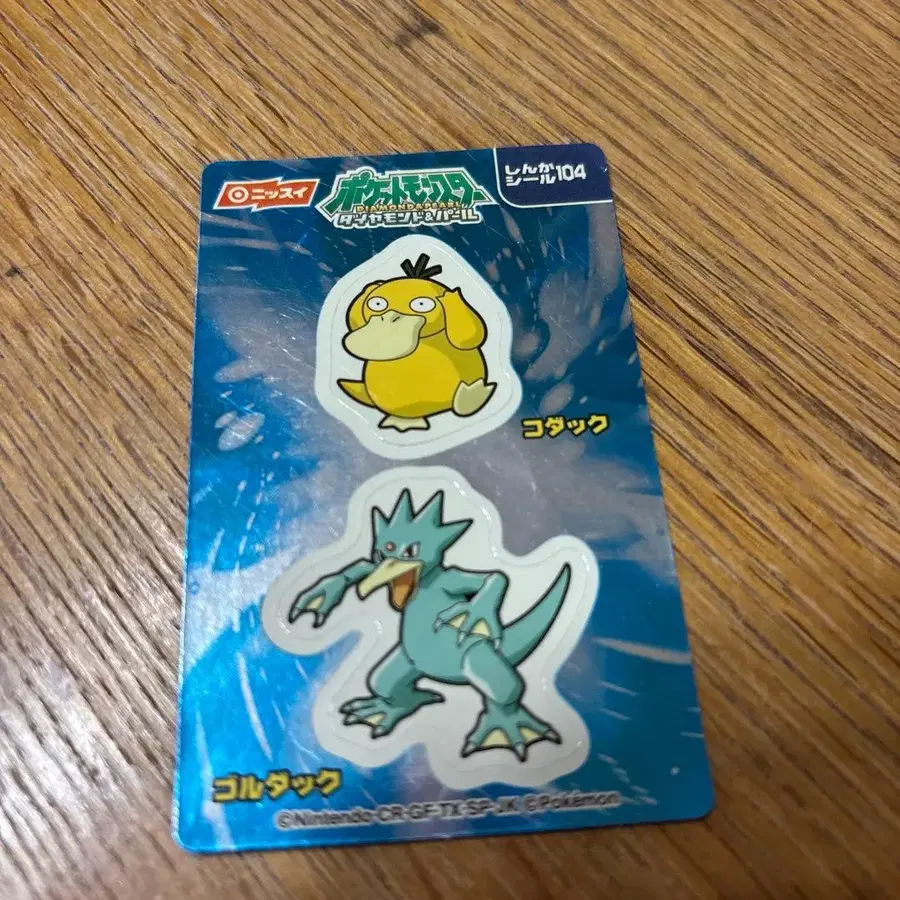 ニッスイ
ポケットモンスター
DIAMOND&PEARL
ダイヤモンド&パール
しんか
シール104
コダック
ゴルダック
©Nintendo・CR・GF・TX・SP・JK ©Pokémon